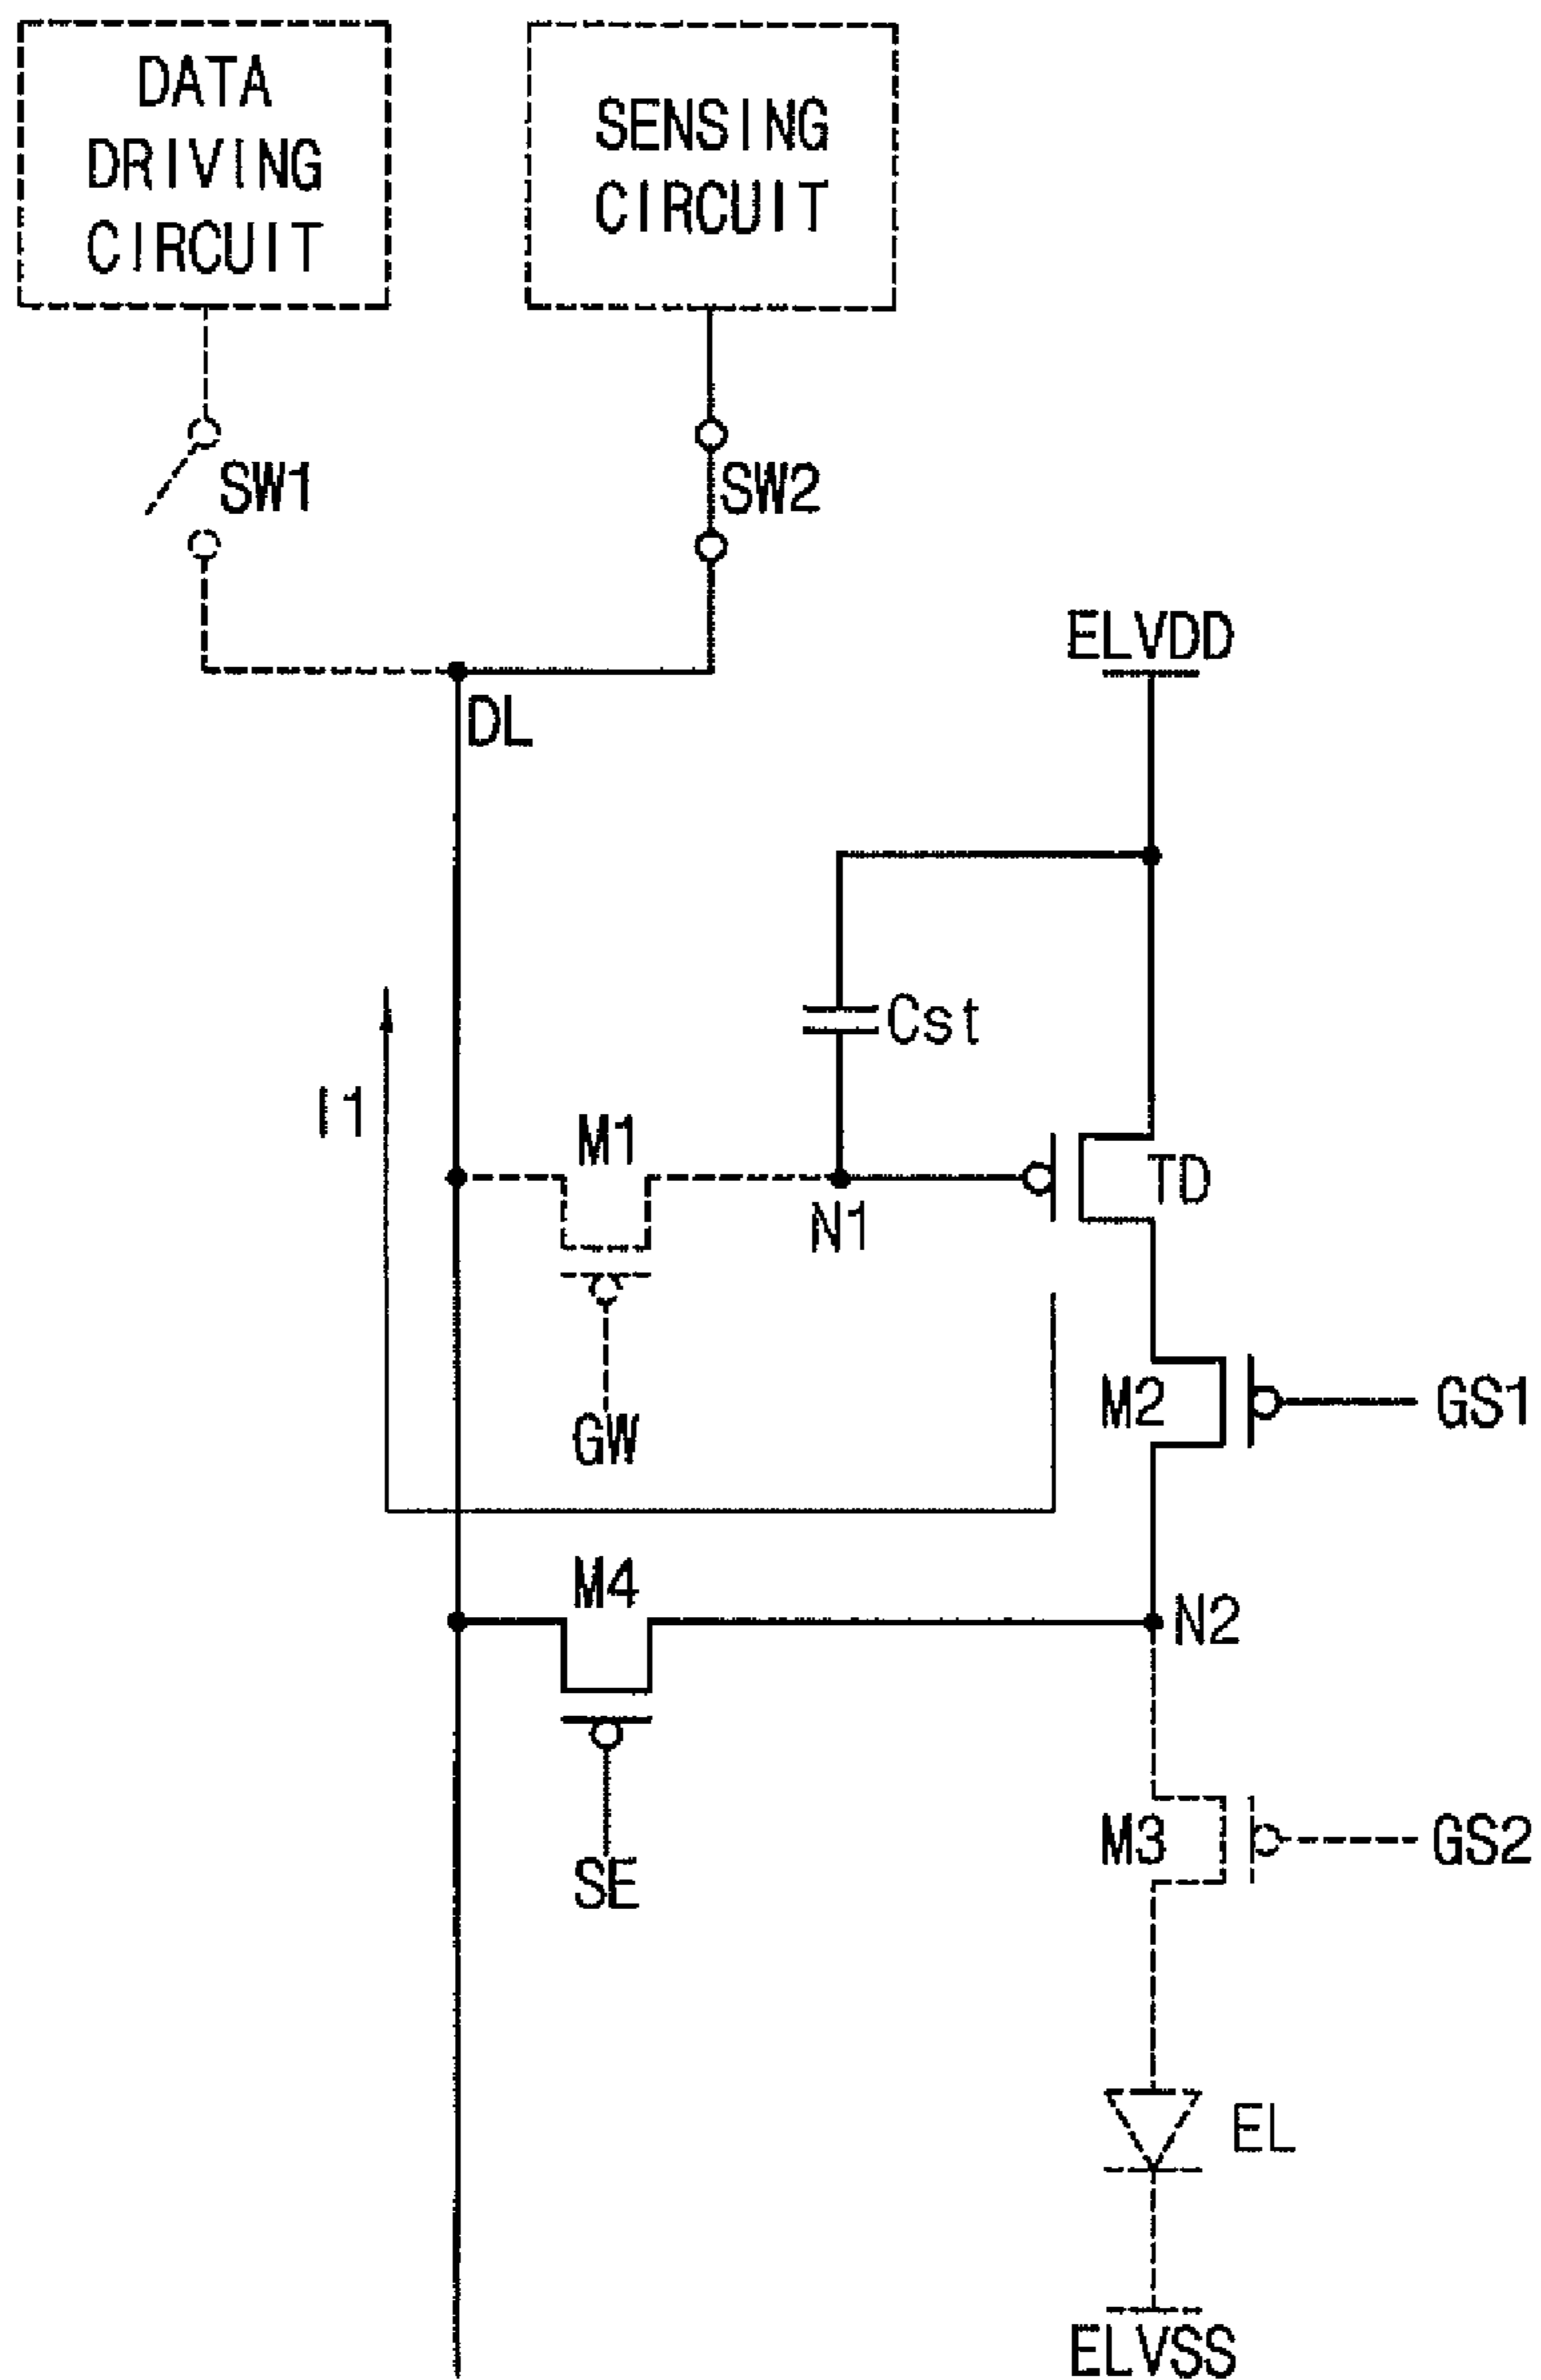 DATA
DRIVING
CIRCUIT
SENSING
CIRCUIT
SW1
SW2
ELVDD
DL
Cst
I1
M1
TD
N1
M2
GS1
GW
M4
N2
M3
GS2
SE
EL
ELVSS